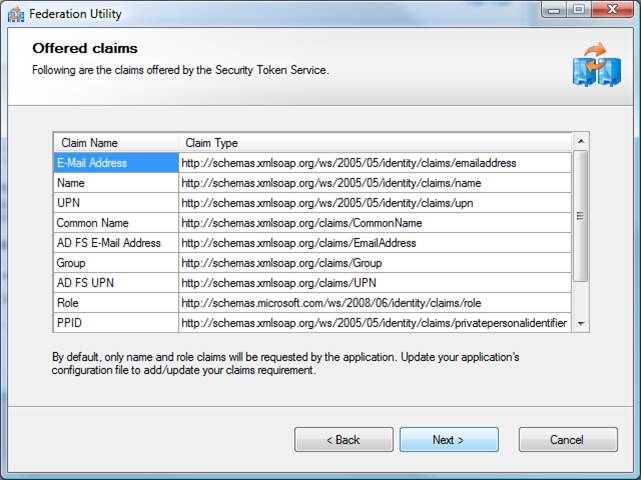 Federation Utility
Offered claims
Following are the claims offered by the Security Token Service.
Claim Name Claim Type
E-Mail Address http://schemas.xmlsoap.org/ws/2005/05/identity/claims/emailaddress
Name http://schemas.xmlsoap.org/ws/2005/05/identity/claims/name
UPN http://schemas.xmlsoap.org/ws/2005/05/identity/claims/upn
Common Name http://schemas.xmlsoap.org/claims/CommonName
AD FS E-Mail Address http://schemas.xmlsoap.org/claims/EmailAddress
Group http://schemas.xmlsoap.org/claims/Group
AD FS UPN http://schemas.xmlsoap.org/claims/UPN
Role http://schemas.microsoft.com/ws/2008/06/identity/claims/role
PPID http://schemas.xmlsoap.org/ws/2005/05/identity/claims/privatepersonalidentifier
By default, only name and role claims will be requested by the application. Update your application's
configuration file to add/update your claims requirement.
< Back Next > Cancel